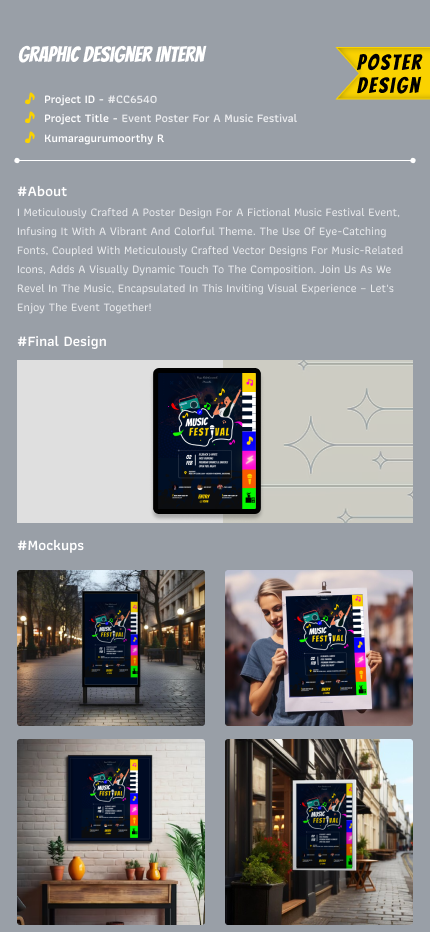 GRAPHIC DESIGNER INTERN
POSTER
DESIGN
Project ID - #CC6540
Project Title - Event Poster For A Music Festival
Kumaragurumoorthy R
#About
I Meticulously Crafted A Poster Design For A Fictional Music Festival Event,
Infusing It With A Vibrant And Colorful Theme. The Use Of Eye-Catching
Fonts, Coupled With Meticulously Crafted Vector Designs For Music-Related
Icons, Adds A Visually Dynamic Touch To The Composition. Join Us As We
Revel In The Music, Encapsulated In This Inviting Visual Experience – Let's
Enjoy The Event Together!
#Final Design
MUSIC
FESTIVAL
02
FEB
ENTRY
#Mockups
MUSIC
FESTIVAL
MUSIC
FESTIVAL
MUSIC
FESTIVAL
MUSIC
FESTIVAL